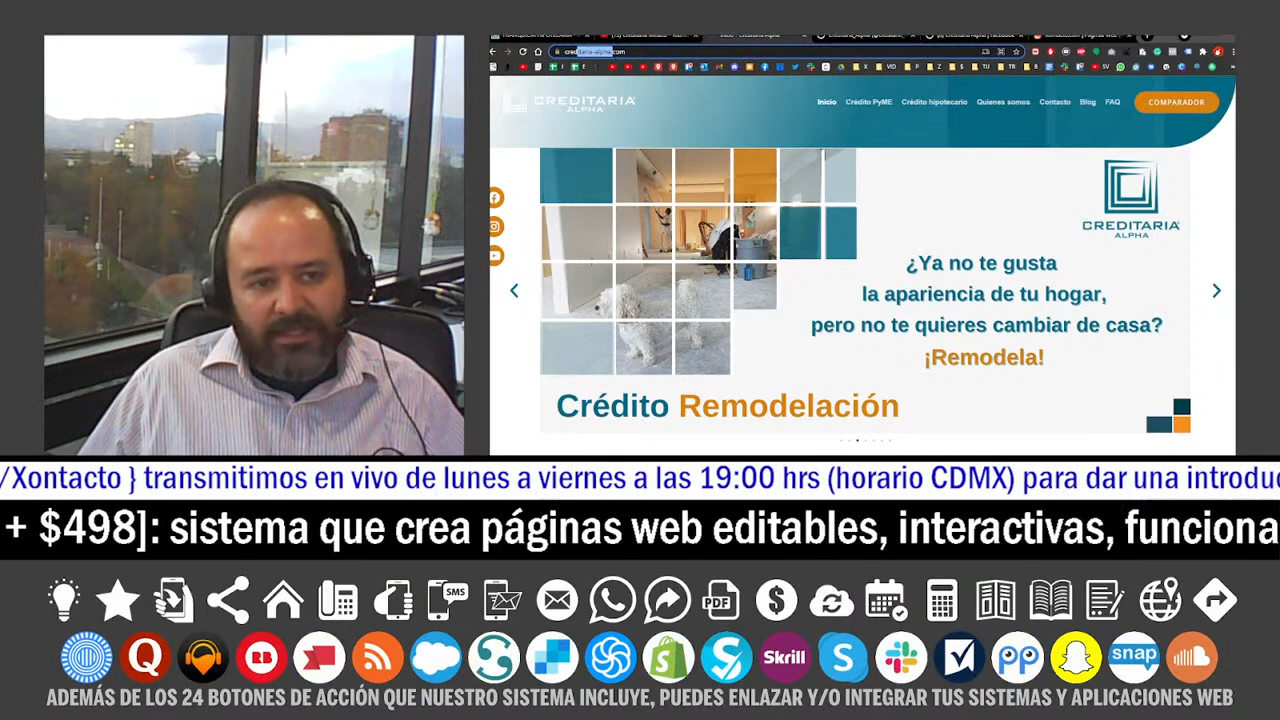 CREDITARIA
ALPHA
Inicio Crédito PyME Crédito hipotecario Quienes somos Contacto Blog FAQ COMPARADOR
CREDITARIA
ALPHA
¿Ya no te gusta
la apariencia de tu hogar,
pero no te quieres cambiar de casa?
¡Remodela!
Crédito Remodelación
/Xontacto } transmitimos en vivo de lunes a viernes a las 19:00 hrs (horario CDMX) para dar una introduc
+ $498]: sistema que crea páginas web editables, interactivas, funciona
SMS
PDF
$
Q
RB
S
Skrill
S
PP
snap
ADEMÁS DE LOS 24 BOTONES DE ACCIÓN QUE NUESTRO SISTEMA INCLUYE, PUEDES ENLAZAR Y/O INTEGRAR TUS SISTEMAS Y APLICACIONES WEB